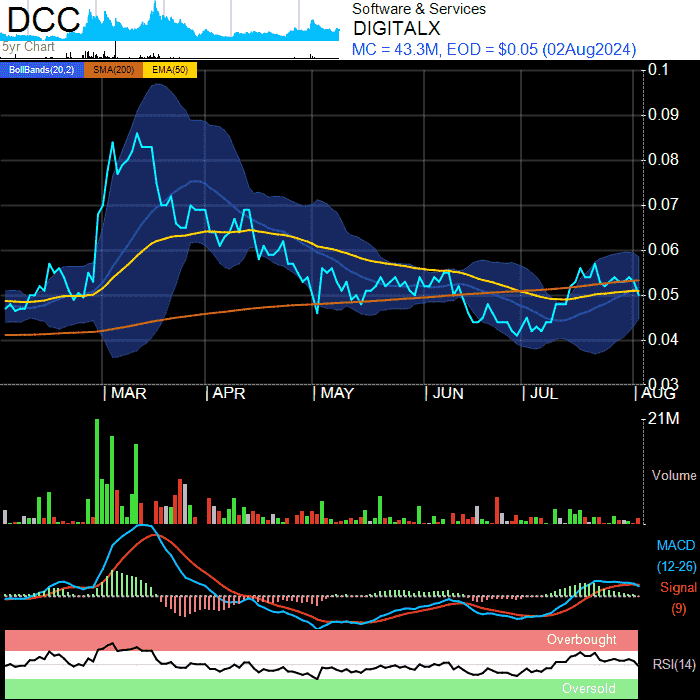 DCC
Software & Services
DIGITALX
5yr Chart
MC = 43.3M, EOD = $0.05 (02Aug2024)
BollBands(20,2) SMA(200) EMA(50)
0.1
0.09
0.08
0.07
0.06
0.05
0.04
0.03
MAR APR MAY JUN JUL AUG
21M
Volume
MACD
(12-26)
Signal
(9)
Overbought
RSI(14)
Oversold